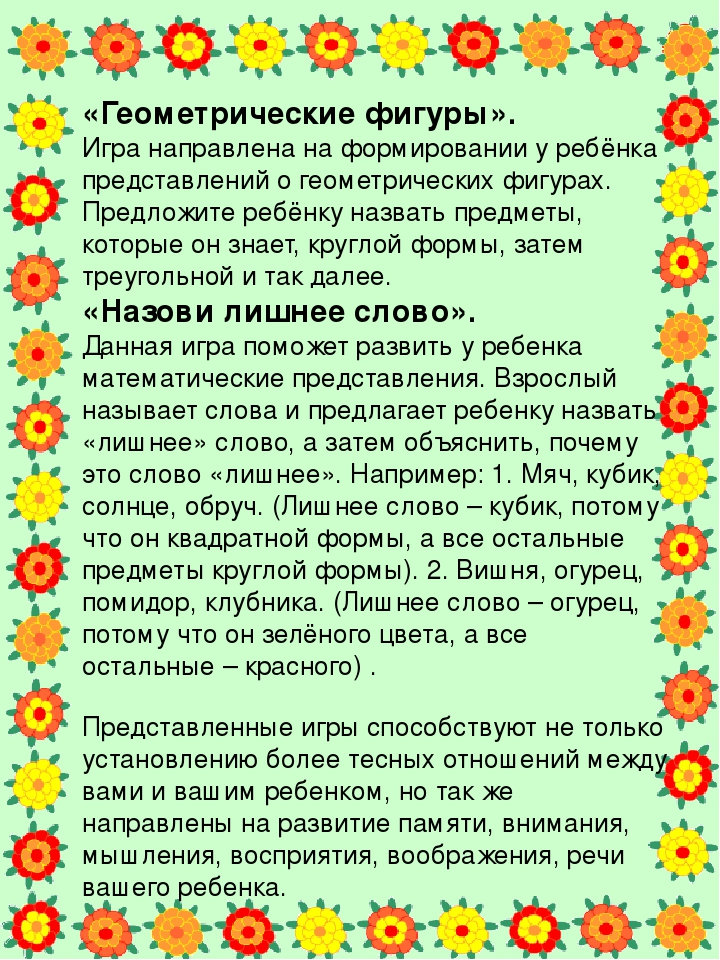 «Геометрические фигуры».
Игра направлена на формировании у ребёнка
представлений о геометрических фигурах.
Предложите ребёнку назвать предметы,
которые он знает, круглой формы, затем
треугольной и так далее.
«Назови лишнее слово».
Данная игра поможет развить у ребенка
математические представления. Взрослый
называет слова и предлагает ребенку назвать
«лишнее» слово, а затем объяснить, почему
это слово «лишнее». Например: 1. Мяч, кубик,
солнце, обруч. (Лишнее слово – кубик, потому
что он квадратной формы, а все остальные
предметы круглой формы). 2. Вишня, огурец,
помидор, клубника. (Лишнее слово – огурец,
потому что он зелёного цвета, а все
остальные – красного) .
Представленные игры способствуют не только
установлению более тесных отношений между
вами и вашим ребенком, но так же
направлены на развитие памяти, внимания,
мышления, восприятия, воображения, речи
вашего ребенка.